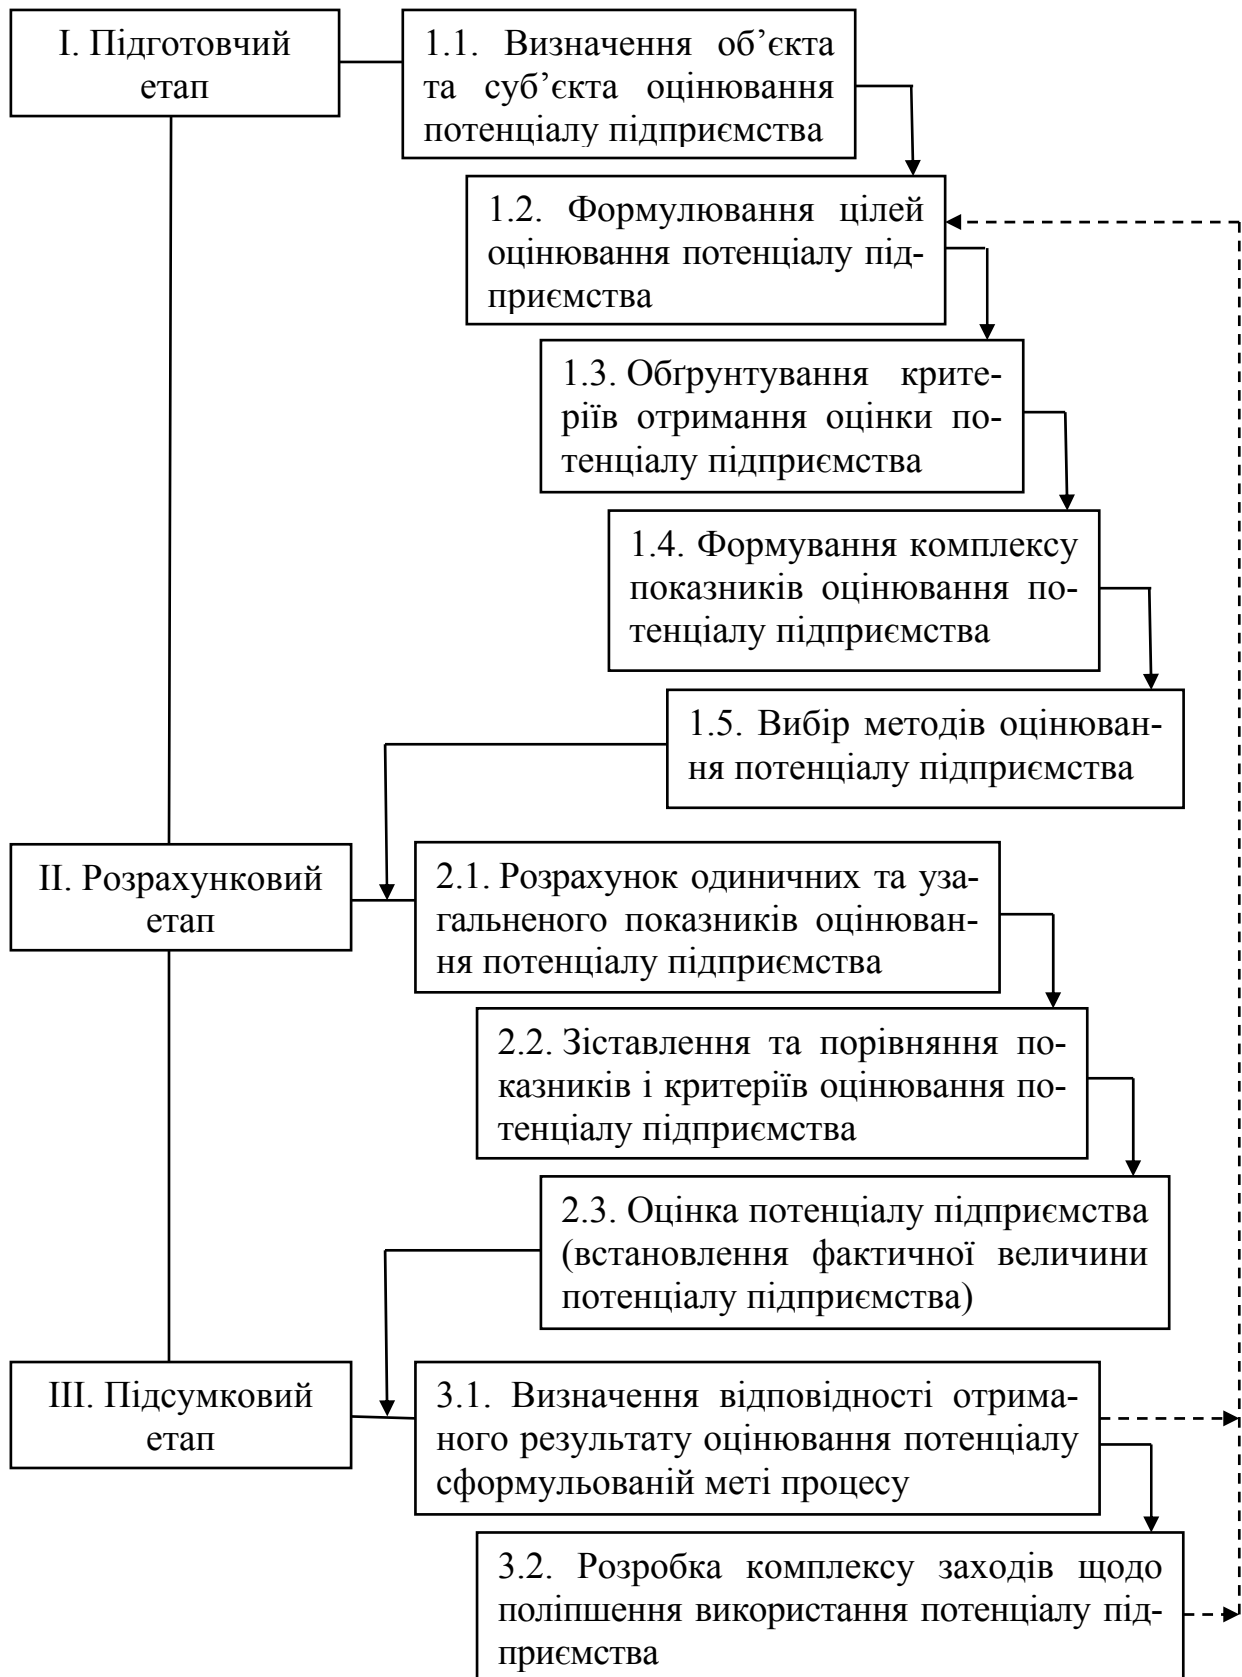 I. Підготовчий
етап
1.1. Визначення об’єкта
та суб’єкта оцінювання
потенціалу підприємства
1.2. Формулювання цілей
оцінювання потенціалу під-
приємства
1.3. Обґрунтування крите-
ріїв отримання оцінки по-
тенціалу підприємства
1.4. Формування комплексу
показників оцінювання по-
тенціалу підприємства
1.5. Вибір методів оцінюван-
ня потенціалу підприємства
II. Розрахунковий
етап
2.1. Розрахунок одиничних та уза-
гальненого показників оцінюван-
ня потенціалу підприємства
2.2. Зіставлення та порівняння по-
казників і критеріїв оцінювання по-
тенціалу підприємства
2.3. Оцінка потенціалу підприємства
(встановлення фактичної величини
потенціалу підприємства)
III. Підсумковий
етап
3.1. Визначення відповідності отрима-
ного результату оцінювання потенціалу
сформульованій меті процесу
3.2. Розробка комплексу заходів щодо
поліпшення використання потенціалу під-
приємства